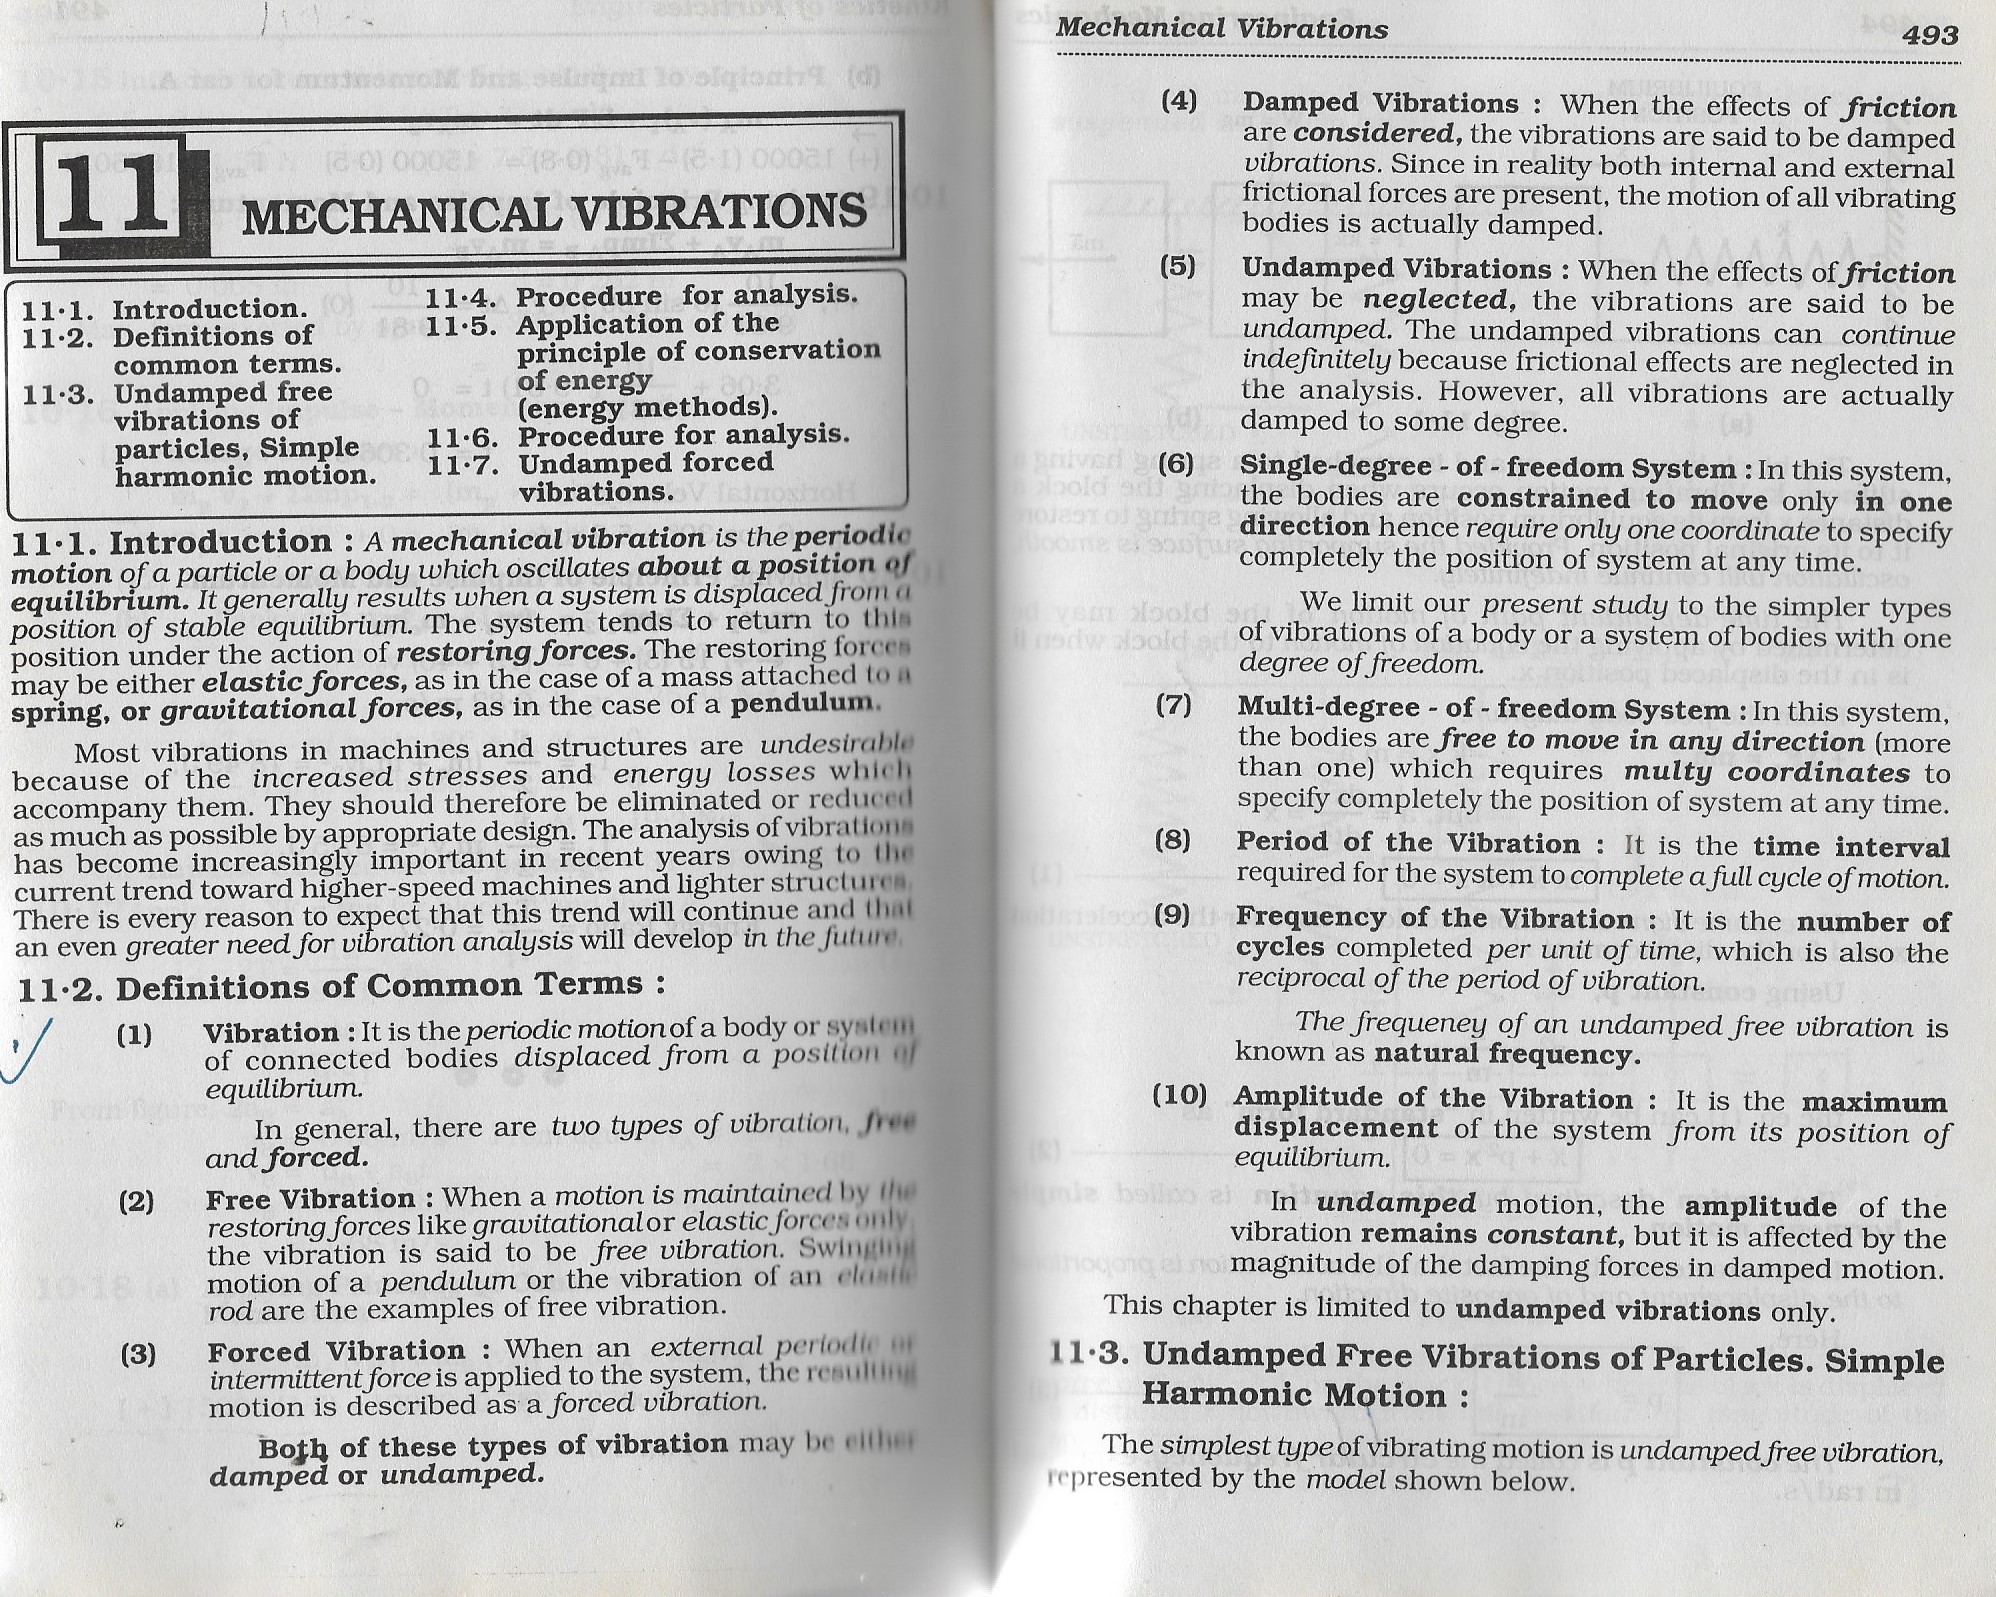 11 MECHANICAL VIBRATIONS
11·1. Introduction.
11·2. Definitions of
common terms.
11·3. Undamped free
vibrations of
particles, Simple
harmonic motion.
11·4. Procedure for analysis.
11·5. Application of the
principle of conservation
of energy
(energy methods).
11·6. Procedure for analysis.
11·7. Undamped forced
vibrations.
11·1. Introduction : A mechanical vibration is the periodic
motion of a particle or a body which oscillates about a position of
equilibrium. It generally results when a system is displaced from a
position of stable equilibrium. The system tends to return to this
position under the action of restoring forces. The restoring forces
may be either elastic forces, as in the case of a mass attached to a
spring, or gravitational forces, as in the case of a pendulum.
Most vibrations in machines and structures are undesirable
because of the increased stresses and energy losses which
accompany them. They should therefore be eliminated or reduced
as much as possible by appropriate design. The analysis of vibrations
has become increasingly important in recent years owing to the
current trend toward higher-speed machines and lighter structures.
There is every reason to expect that this trend will continue and that
an even greater need for vibration analysis will develop in the future.
11·2. Definitions of Common Terms :
(1) Vibration : It is the periodic motion of a body or system
of connected bodies displaced from a position of
equilibrium.
In general, there are two types of vibration, free
and forced.
(2) Free Vibration : When a motion is maintained by the
restoring forces like gravitational or elastic forces only,
the vibration is said to be free vibration. Swinging
motion of a pendulum or the vibration of an elastic
rod are the examples of free vibration.
(3) Forced Vibration : When an external periodic or
intermittent force is applied to the system, the resulting
motion is described as a forced vibration.
Both of these types of vibration may be either
damped or undamped.
Mechanical Vibrations 493
(4) Damped Vibrations : When the effects of friction
are considered, the vibrations are said to be damped
vibrations. Since in reality both internal and external
frictional forces are present, the motion of all vibrating
bodies is actually damped.
(5) Undamped Vibrations : When the effects of friction
may be neglected, the vibrations are said to be
undamped. The undamped vibrations can continue
indefinitely because frictional effects are neglected in
the analysis. However, all vibrations are actually
damped to some degree.
(6) Single-degree - of - freedom System : In this system,
the bodies are constrained to move only in one
direction hence require only one coordinate to specify
completely the position of system at any time.
We limit our present study to the simpler types
of vibrations of a body or a system of bodies with one
degree of freedom.
(7) Multi-degree - of - freedom System : In this system,
the bodies are free to move in any direction (more
than one) which requires multy coordinates to
specify completely the position of system at any time.
(8) Period of the Vibration : It is the time interval
required for the system to complete a full cycle of motion.
(9) Frequency of the Vibration : It is the number of
cycles completed per unit of time, which is also the
reciprocal of the period of vibration.
The frequeney of an undamped free vibration is
known as natural frequency.
(10) Amplitude of the Vibration : It is the maximum
displacement of the system from its position of
equilibrium.
In undamped motion, the amplitude of the
vibration remains constant, but it is affected by the
magnitude of the damping forces in damped motion.
This chapter is limited to undamped vibrations only.
11·3. Undamped Free Vibrations of Particles. Simple
Harmonic Motion :
The simplest type of vibrating motion is undamped free vibration,
represented by the model shown below.